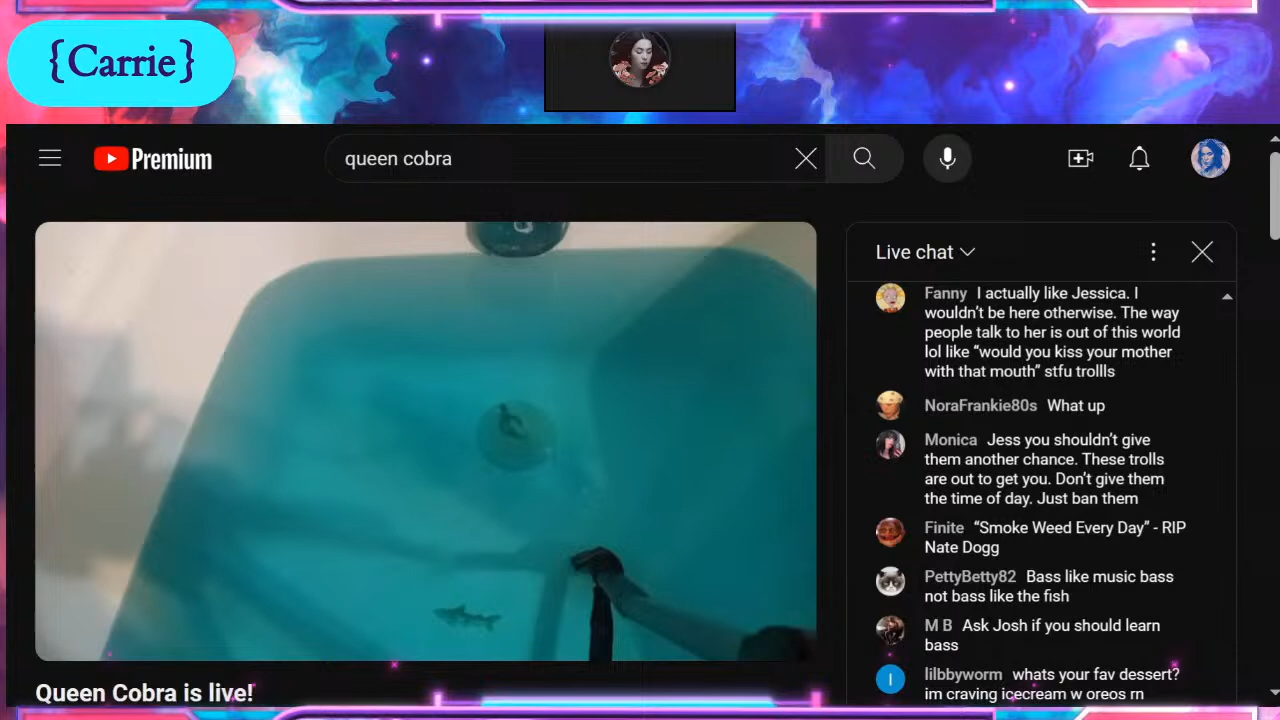 {Carrie}
Premium
queen cobra
Live chat
Fanny I actually like Jessica. I
wouldn't be here otherwise. The way
people talk to her is out of this world
lol like “would you kiss your mother
with that mouth” stfu trollls
NoraFrankie80s What up
Monica Jess you shouldn't give
them another chance. These trolls
are out to get you. Don't give them
the time of day. Just ban them
Finite “Smoke Weed Every Day” - RIP
Nate Dogg
PettyBetty82 Bass like music bass
not bass like the fish
M B Ask Josh if you should learn
bass
I
lilbbyworm whats your fav dessert?
im craving icecream w oreos rn
Queen Cobra is live!